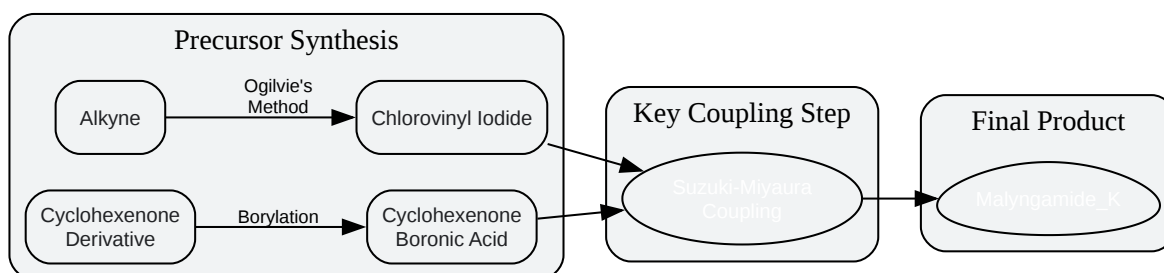 Precursor Synthesis
Alkyne
Ogilvie's
Method
Chlorovinyl Iodide
Cyclohexenone
Derivative
Borylation
Cyclohexenone
Boronic Acid
Key Coupling Step
Suzuki-Miyaura
Coupling
Final Product
Malyngamide_K